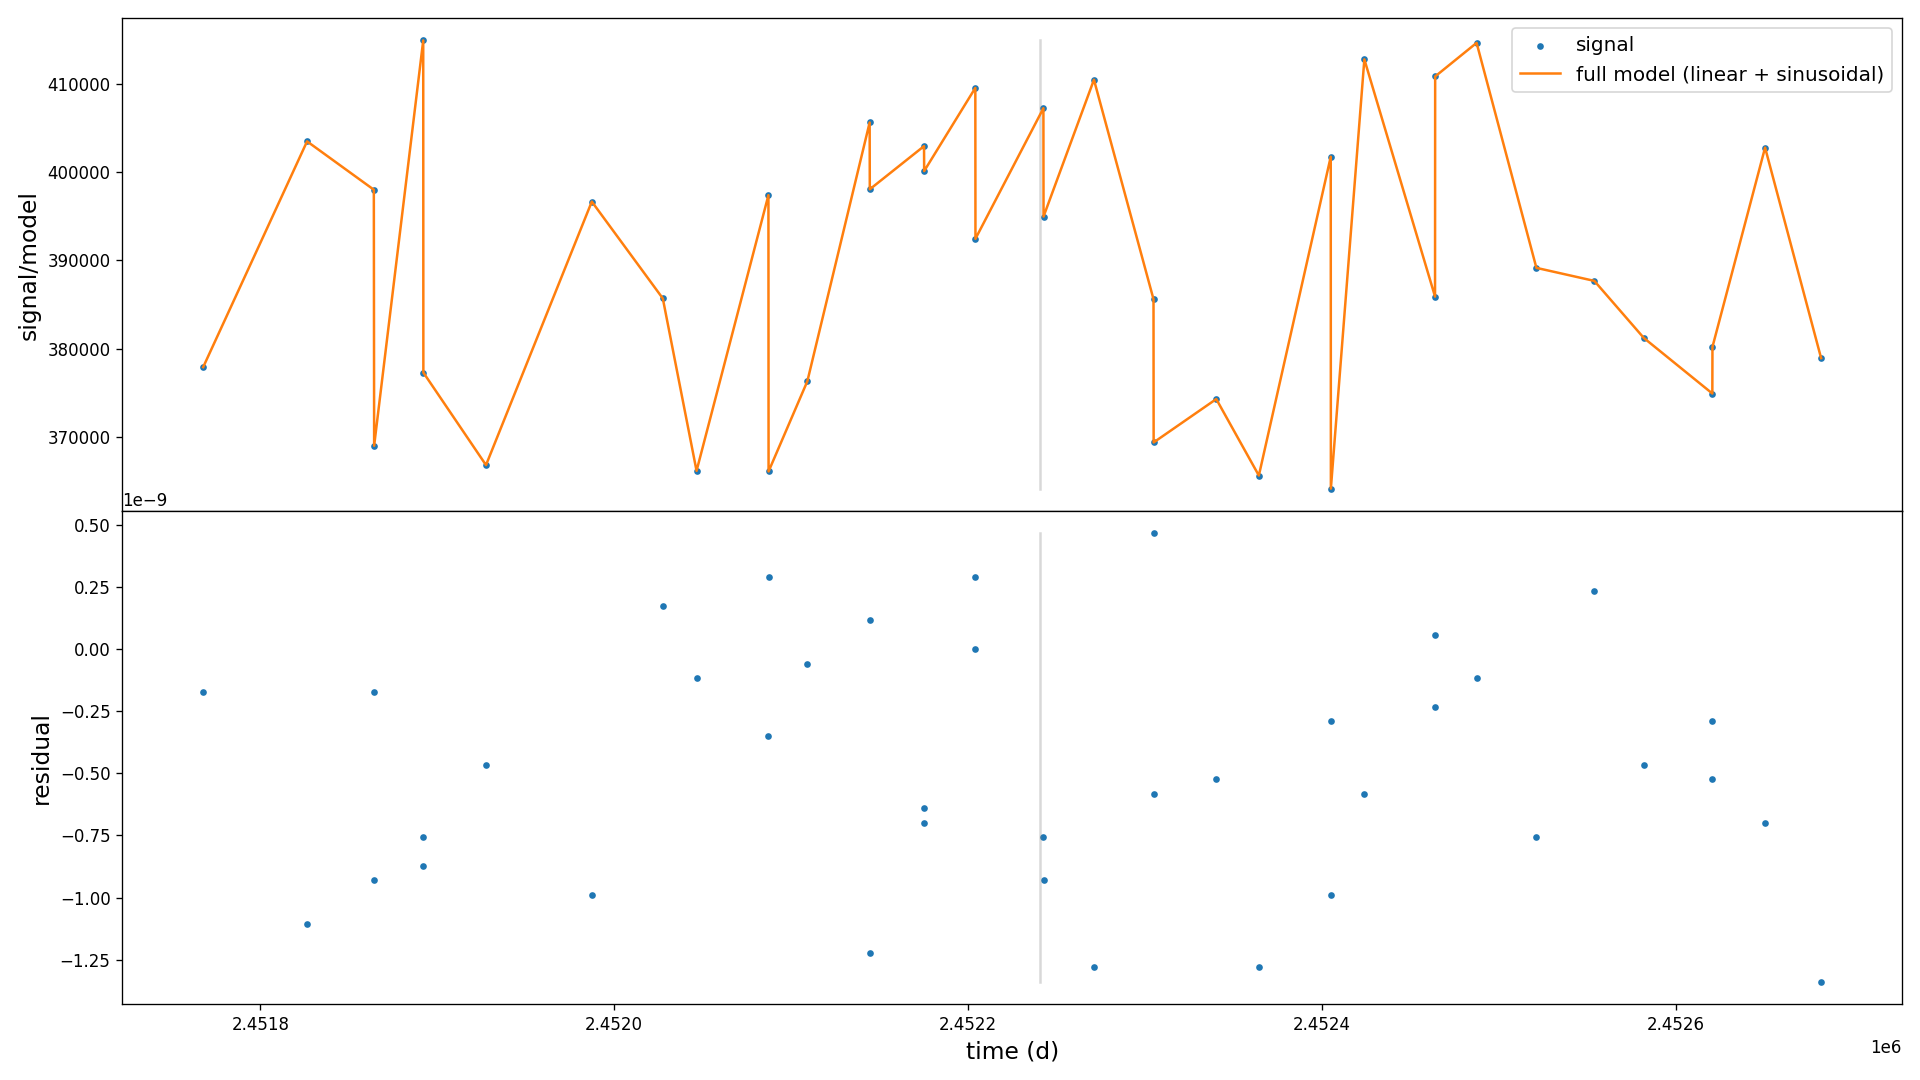 signal
full model (linear + sinusoidal)
410000
400000
390000
380000
370000
signal/model
1e−9
0.50
0.25
0.00
−0.25
−0.50
−0.75
−1.00
−1.25
residual
2.4518
2.4520
2.4522
2.4524
2.4526
1e6
time (d)